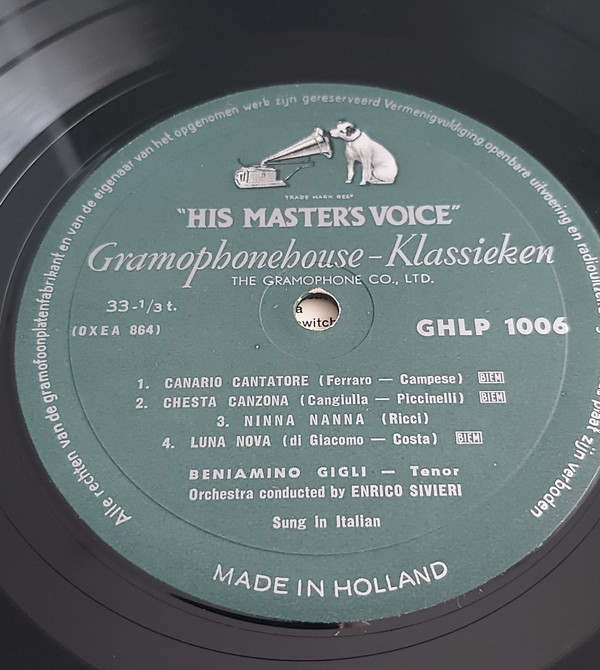 Alle rechten van de gramofoonplatenfabrikant en van de eigenaar van het opgenomen werk zijn gereserveerd Vermenigvuldiging openbare uitvoering en radiouitz plaat zijn verboden
TRADE MARK REGD
"HIS MASTER'S VOICE"
Gramophonehouse-Klassieken
THE GRAMOPHONE CO., LTD.
33-1/3 t.
(OXEA 864)
a
switch
GHLP 1006
1. CANARIO CANTATORE (Ferraro — Campese) BIEM
2. CHESTA CANZONA (Cangiulla — Piccinelli) BIEM
3. NINNA NANNA (Ricci)
4. LUNA NOVA (di Giacomo — Costa) BIEM
BENIAMINO GIGLI — Tenor
Orchestra conducted by ENRICO SIVIERI
Sung in Italian
MADE IN HOLLAND